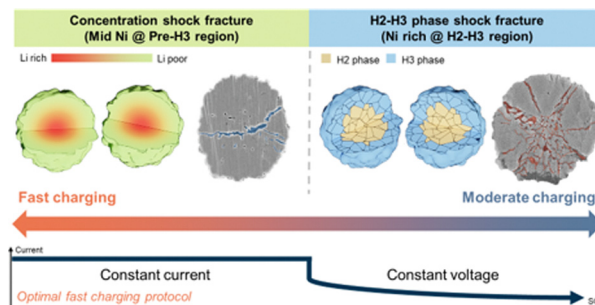 Concentration shock fracture
(Mid Ni @ Pre-H3 region)
H2-H3 phase shock fracture
(Ni rich @ H2-H3 region)
Li rich
Li poor
H2 phase
H3 phase
Fast charging
Moderate charging
Current
Constant current
Constant voltage
Optimal fast charging protocol